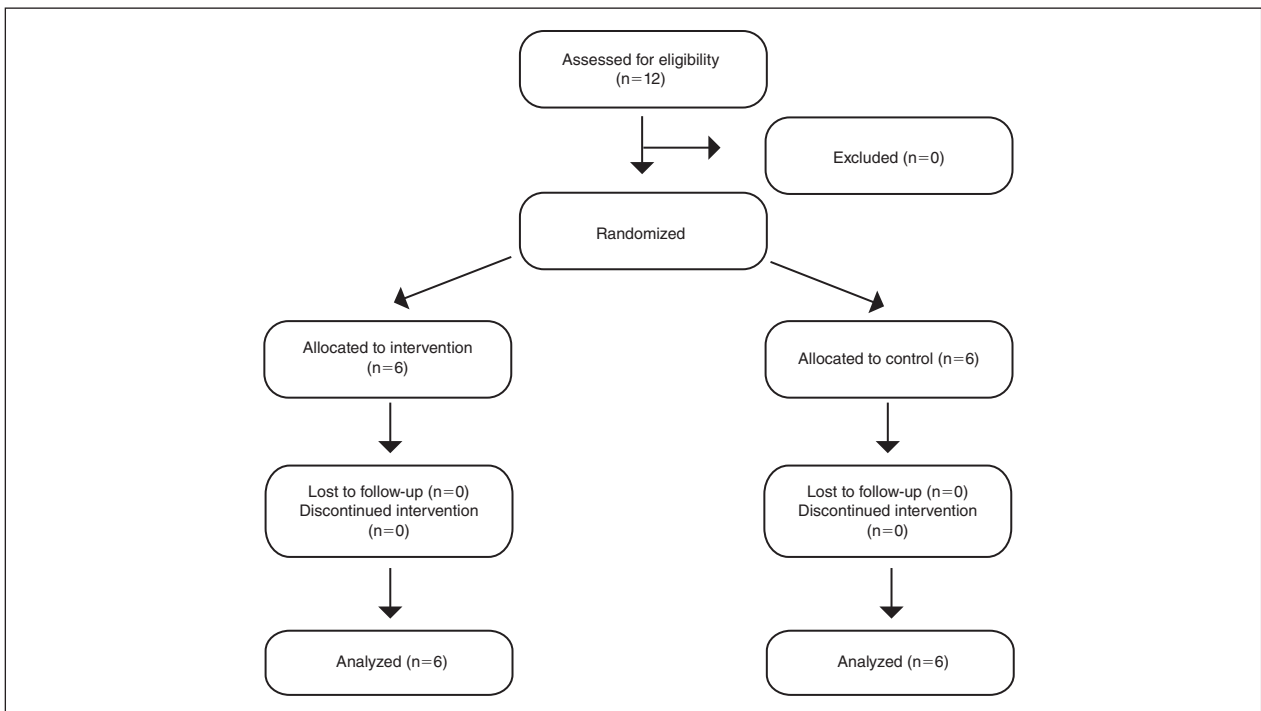 Assessed for eligibility
(n=12)
Excluded (n=0)
Randomized
Allocated to intervention
(n=6)
Allocated to control (n=6)
Lost to follow-up (n=0)
Discontinued intervention
(n=0)
Lost to follow-up (n=0)
Discontinued intervention
(n=0)
Analyzed (n=6)
Analyzed (n=6)